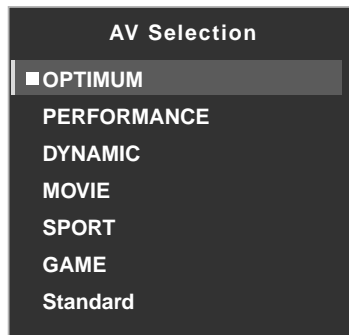 AV Selection
OPTIMUM
PERFORMANCE
DYNAMIC
MOVIE
SPORT
GAME
Standard